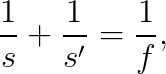 1/s + 1/s′ = 1/f,